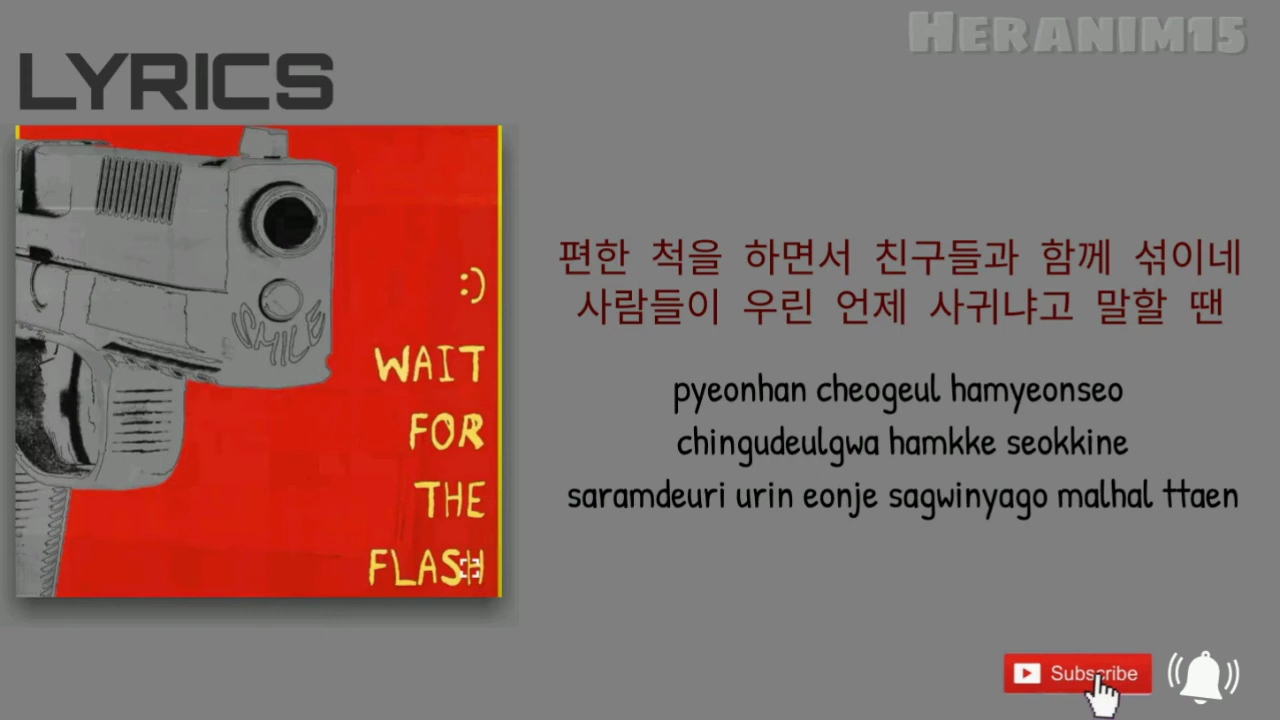 HERANIM15
LYRICS
SMILE
:)
WAIT
FOR
THE
FLASH
편한 척을 하면서 친구들과 함께 섞이네
사람들이 우린 언제 사귀냐고 말할 땐
pyeonhan cheogeul hamyeonseo
chingudeulgwa hamkke seokkine
saramdeuri urin eonje sagwinyago malhal ttaen
Subscribe